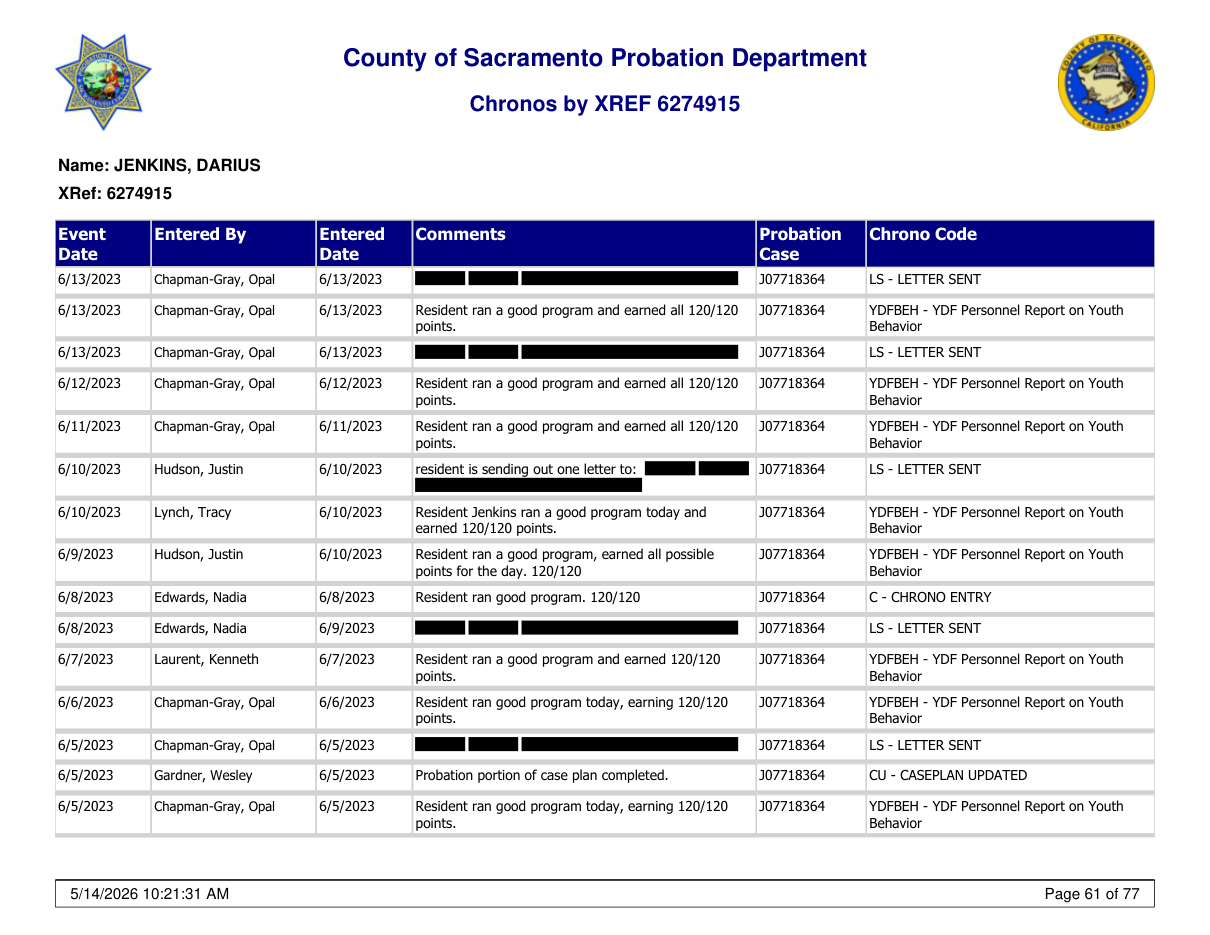 County of Sacramento Probation Department
Chronos by XREF 6274915
COUNTY OF SACRAMENTO
CALIFORNIA
Name: JENKINS, DARIUS
XRef: 6274915
Event Date Entered By Entered Date Comments Probation Case Chrono Code
6/13/2023 Chapman-Gray, Opal 6/13/2023 J07718364 LS - LETTER SENT
6/13/2023 Chapman-Gray, Opal 6/13/2023 Resident ran a good program and earned all 120/120 J07718364 YDFBEH - YDF Personnel Report on Youth
points. Behavior
6/13/2023 Chapman-Gray, Opal 6/13/2023 J07718364 LS - LETTER SENT
6/12/2023 Chapman-Gray, Opal 6/12/2023 Resident ran a good program and earned all 120/120 J07718364 YDFBEH - YDF Personnel Report on Youth
points. Behavior
6/11/2023 Chapman-Gray, Opal 6/11/2023 Resident ran a good program and earned all 120/120 J07718364 YDFBEH - YDF Personnel Report on Youth
points. Behavior
6/10/2023 Hudson, Justin 6/10/2023 resident is sending out one letter to: J07718364 LS - LETTER SENT
6/10/2023 Lynch, Tracy 6/10/2023 Resident Jenkins ran a good program today and J07718364 YDFBEH - YDF Personnel Report on Youth
earned 120/120 points. Behavior
6/9/2023 Hudson, Justin 6/10/2023 Resident ran a good program, earned all possible J07718364 YDFBEH - YDF Personnel Report on Youth
points for the day. 120/120 Behavior
6/8/2023 Edwards, Nadia 6/8/2023 Resident ran good program. 120/120 J07718364 C - CHRONO ENTRY
6/8/2023 Edwards, Nadia 6/9/2023 J07718364 LS - LETTER SENT
6/7/2023 Laurent, Kenneth 6/7/2023 Resident ran a good program and earned 120/120 J07718364 YDFBEH - YDF Personnel Report on Youth
points. Behavior
6/6/2023 Chapman-Gray, Opal 6/6/2023 Resident ran good program today, earning 120/120 J07718364 YDFBEH - YDF Personnel Report on Youth
points. Behavior
6/5/2023 Chapman-Gray, Opal 6/5/2023 J07718364 LS - LETTER SENT
6/5/2023 Gardner, Wesley 6/5/2023 Probation portion of case plan completed. J07718364 CU - CASEPLAN UPDATED
6/5/2023 Chapman-Gray, Opal 6/5/2023 Resident ran good program today, earning 120/120 J07718364 YDFBEH - YDF Personnel Report on Youth
points. Behavior
5/14/2026 10:21:31 AM Page 61 of 77